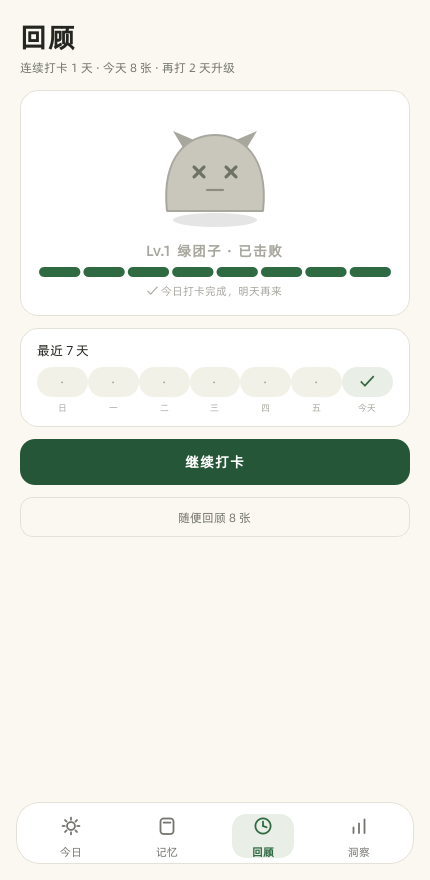 回顾
连续打卡 1 天 · 今天 8 张 · 再打 2 天升级
Lv.1 绿团子 · 已击败
今日打卡完成，明天再来
最近 7 天
日 一 二 三 四 五 今天
继续打卡
随便回顾 8 张
今日 记忆 回顾 洞察